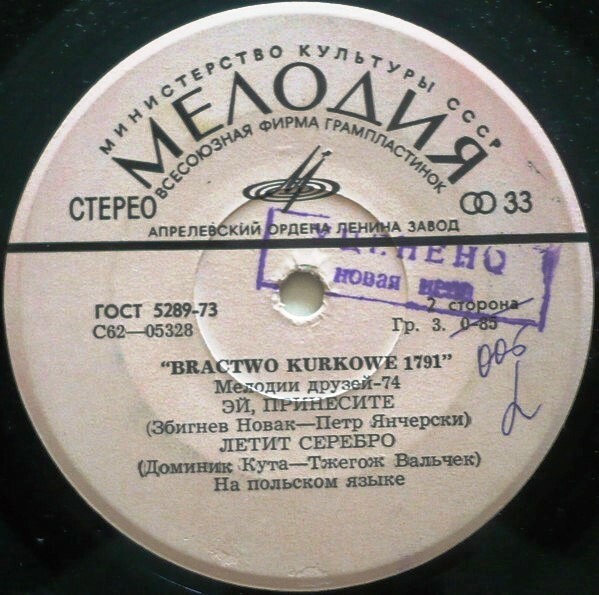 МИНИСТЕРСТВО КУЛЬТУРЫ СССР
МЕЛОДИЯ
ВСЕСОЮЗНАЯ ФИРМА ГРАМПЛАСТИНОК
СТЕРЕО
33
АПРЕЛЕВСКИЙ ОРДЕНА ЛЕНИНА ЗАВОД
УЦЕНЕНО
новая цена
ГОСТ 5289-73
2 сторона
С62—05328
Гр. 3. 0-85
006
"BRACTWO KURKOWE 1791"
Мелодии друзей-74
ЭЙ, ПРИНЕСИТЕ
(Збигнев Новак—Петр Янчерски)
ЛЕТИТ СЕРЕБРО
(Доминик Кута—Тжегож Вальчек)
На польском языке